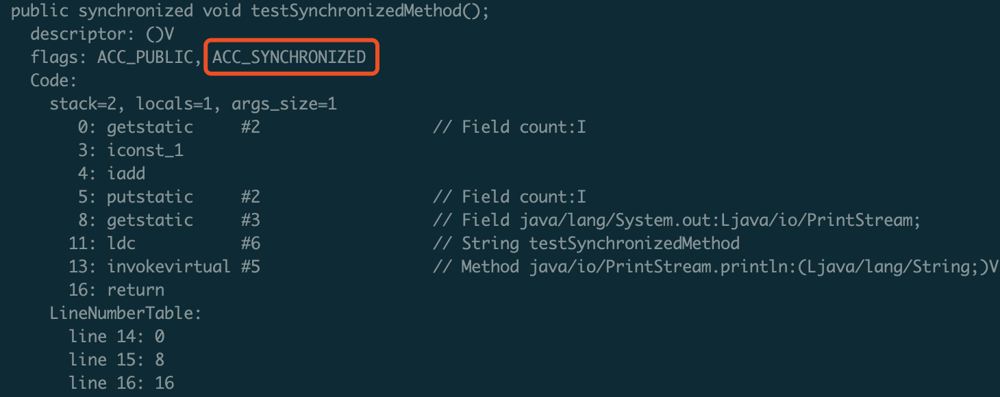 public synchronized void testSynchronizedMethod();
descriptor: ()V
flags: ACC_PUBLIC, ACC_SYNCHRONIZED
Code:
stack=2, locals=1, args_size=1
0: getstatic #2 // Field count:I
3: iconst_1
4: iadd
5: putstatic #2 // Field count:I
8: getstatic #3 // Field java/lang/System.out:Ljava/io/PrintStream;
11: ldc #6 // String testSynchronizedMethod
13: invokevirtual #5 // Method java/io/PrintStream.println:(Ljava/lang/String;)V
16: return
LineNumberTable:
line 14: 0
line 15: 8
line 16: 16